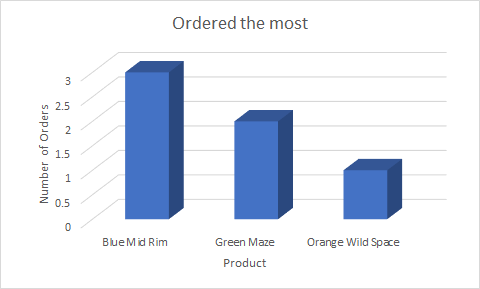 Ordered the most
Number of Orders
3
2.5
2
1.5
1
0.5
0
Blue Mid Rim
Green Maze
Orange Wild Space
Product